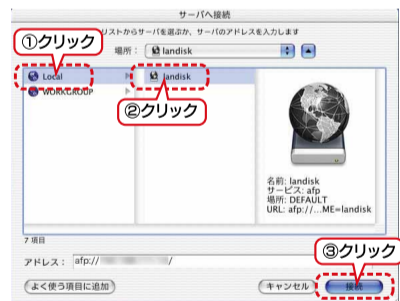 サーバへ接続
リストからサーバを選ぶか、サーバのアドレスを入力します
①クリック
場所： landisk
Local
landisk
WORKGROUP
②クリック
名前: landisk
サービス: afp
場所: DEFAULT
URL: afp://...ME=landisk
7 項目
③クリック
アドレス： afp:// /
よく使う項目に追加
キャンセル
接続